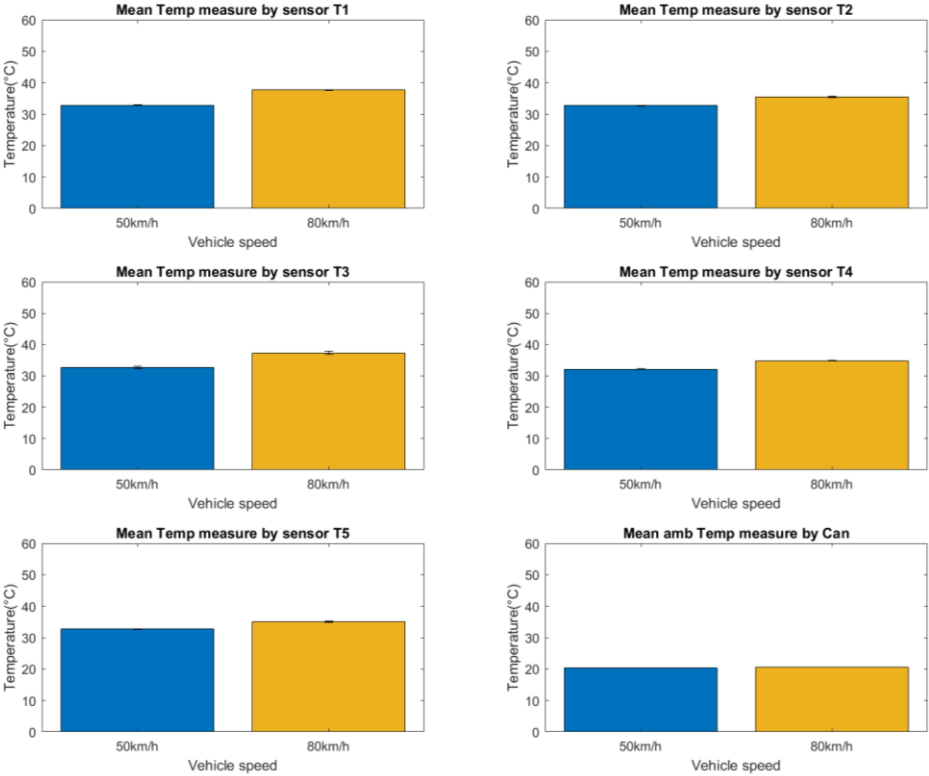 Mean Temp measure by sensor T1
60
50
40
30
20
10
0
Temperature(°C)
50km/h 80km/h
Vehicle speed
Mean Temp measure by sensor T2
60
50
40
30
20
10
0
Temperature(°C)
50km/h 80km/h
Vehicle speed
Mean Temp measure by sensor T3
60
50
40
30
20
10
0
Temperature(°C)
50km/h 80km/h
Vehicle speed
Mean Temp measure by sensor T4
60
50
40
30
20
10
0
Temperature(°C)
50km/h 80km/h
Vehicle speed
Mean Temp measure by sensor T5
60
50
40
30
20
10
0
Temperature(°C)
50km/h 80km/h
Vehicle speed
Mean amb Temp measure by Can
60
50
40
30
20
10
0
Temperature(°C)
50km/h 80km/h
Vehicle speed